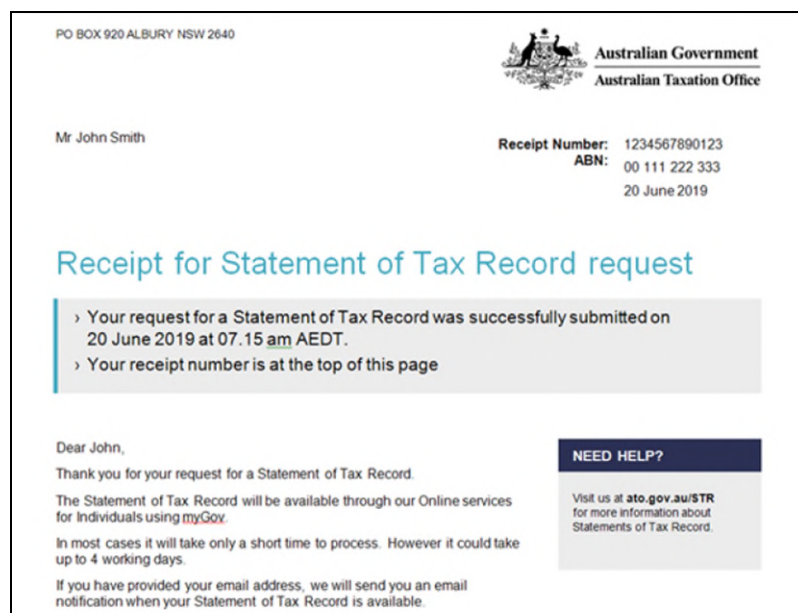 PO BOX 920 ALBURY NSW 2640
Australian Government
Australian Taxation Office
Mr John Smith
Receipt Number: 1234567890123
ABN: 00 111 222 333
20 June 2019
Receipt for Statement of Tax Record request
› Your request for a Statement of Tax Record was successfully submitted on
20 June 2019 at 07.15 am AEDT.
› Your receipt number is at the top of this page
Dear John,
Thank you for your request for a Statement of Tax Record.
The Statement of Tax Record will be available through our Online services
for Individuals using myGov.
In most cases it will take only a short time to process. However it could take
up to 4 working days.
If you have provided your email address, we will send you an email
notification when your Statement of Tax Record is available.
NEED HELP?
Visit us at ato.gov.au/STR
for more information about
Statements of Tax Record.